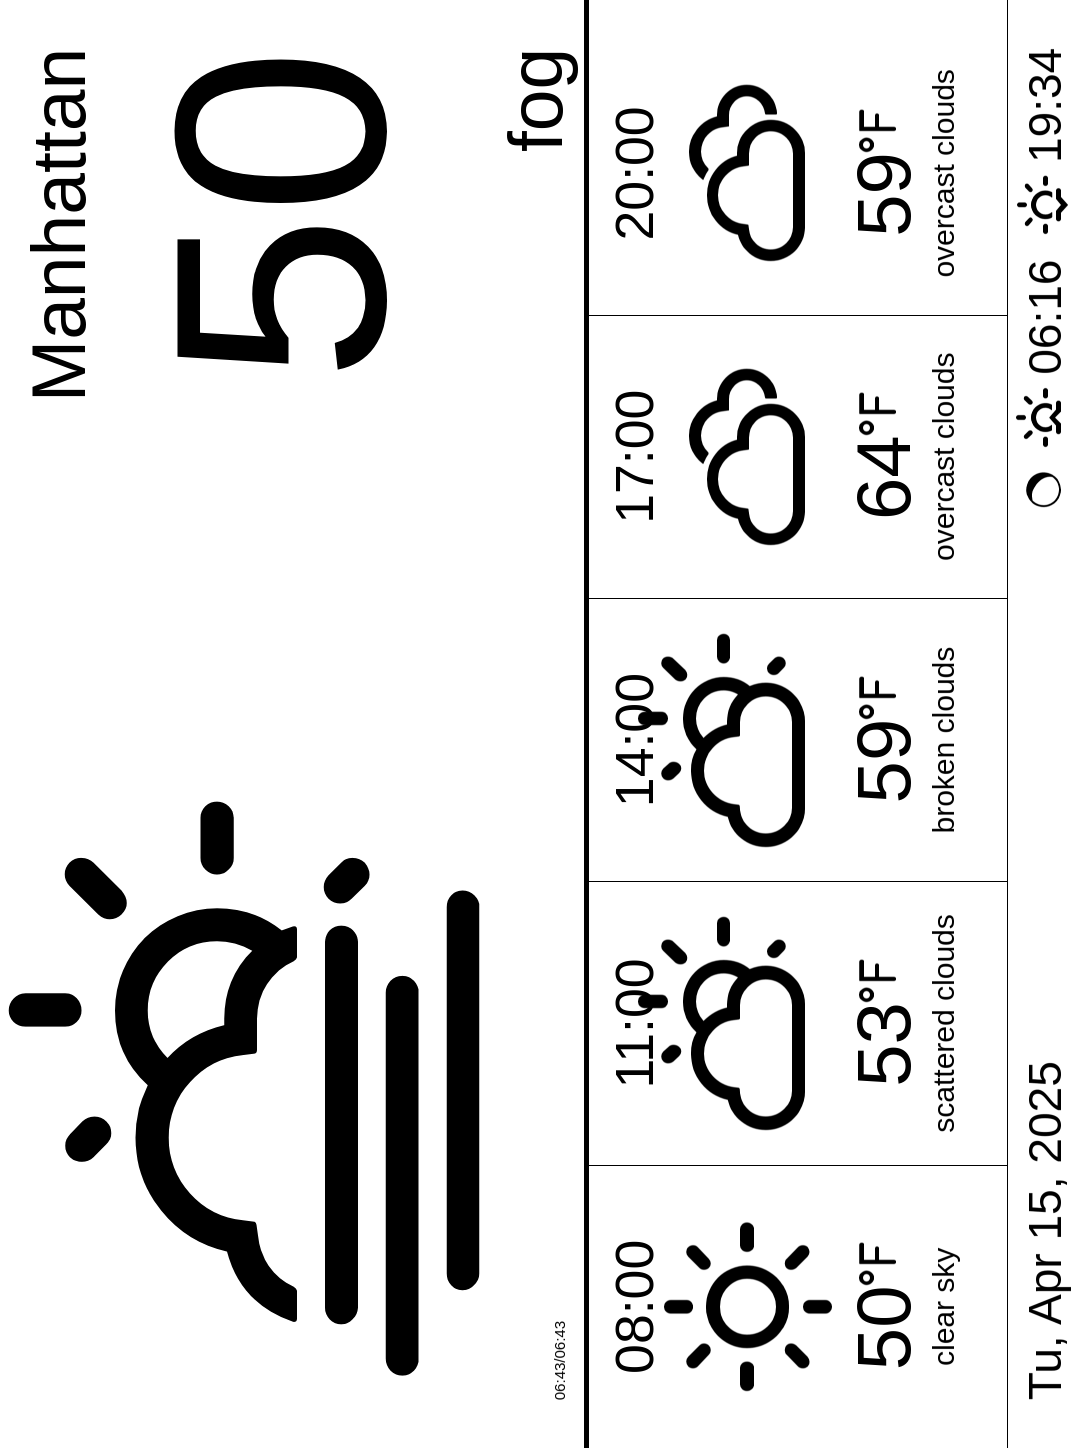 Manhattan
50
fog
06:43/06:43
08:00
50°F
clear sky
11:00
53°F
scattered clouds
14:00
59°F
broken clouds
17:00
64°F
overcast clouds
20:00
59°F
overcast clouds
Tu, Apr 15, 2025
06:16 19:34